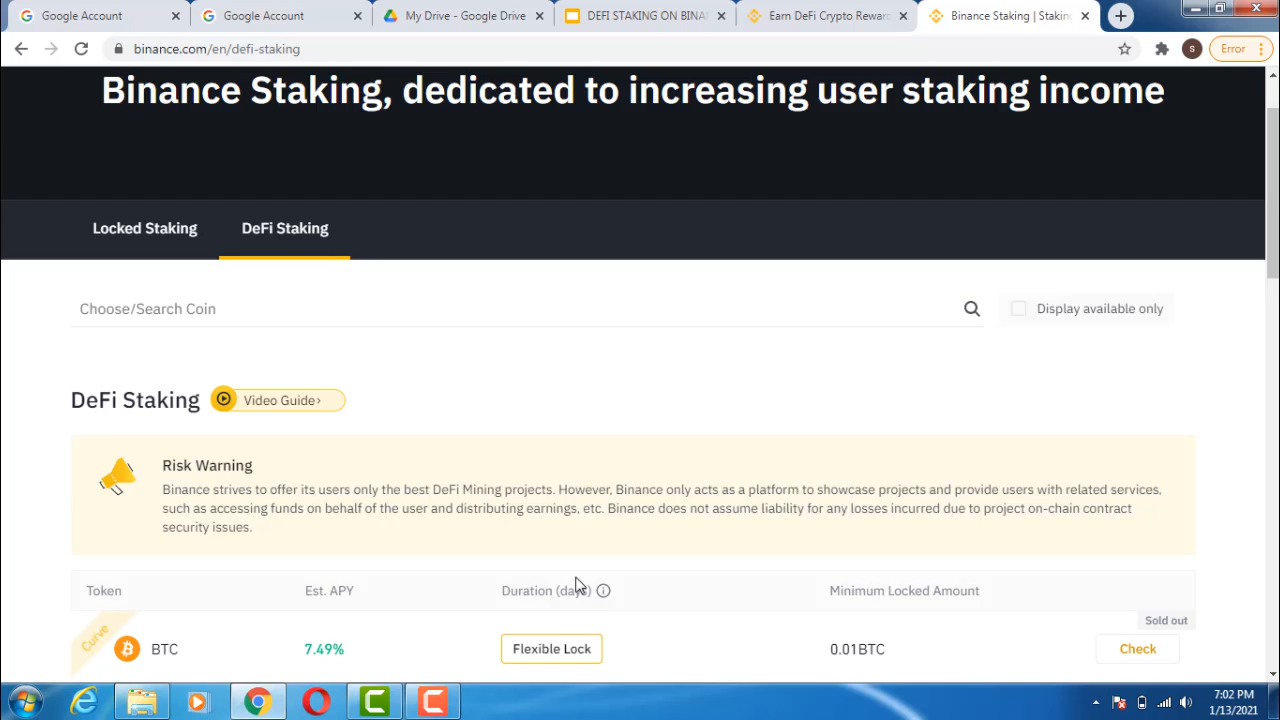 Google Account
Google Account
My Drive - Google Drive
DEFI STAKING ON BINA
Earn DeFi Crypto Rewar
Binance Staking | Stakin
binance.com/en/defi-staking
s
Error
Binance Staking, dedicated to increasing user staking income
Locked Staking
DeFi Staking
Choose/Search Coin
Display available only
DeFi Staking
Video Guide›
Risk Warning
Binance strives to offer its users only the best DeFi Mining projects. However, Binance only acts as a platform to showcase projects and provide users with related services,
such as accessing funds on behalf of the user and distributing earnings, etc. Binance does not assume liability for any losses incurred due to project on-chain contract
security issues.
Token
Est. APY
Duration (days)
Minimum Locked Amount
Sold out
Curve
BTC
7.49%
Flexible Lock
0.01BTC
Check
7:02 PM
1/13/2021